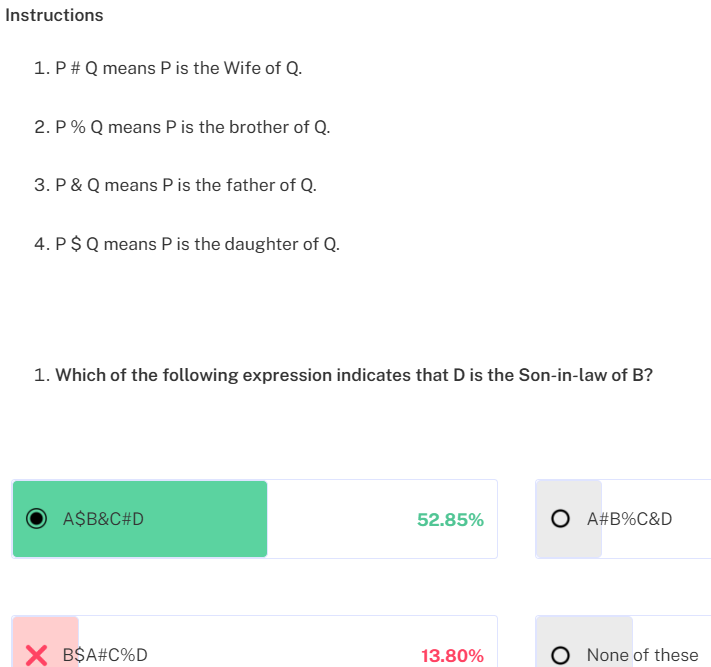 Instructions
1. P # Q means P is the Wife of Q.
2. P % Q means P is the brother of Q.
3. P & Q means P is the father of Q.
4. P $ Q means P is the daughter of Q.
1. Which of the following expression indicates that D is the Son-in-law of B?
A$B&C#D 52.85% A#B%C&D
B$A#C%D 13.80% None of these